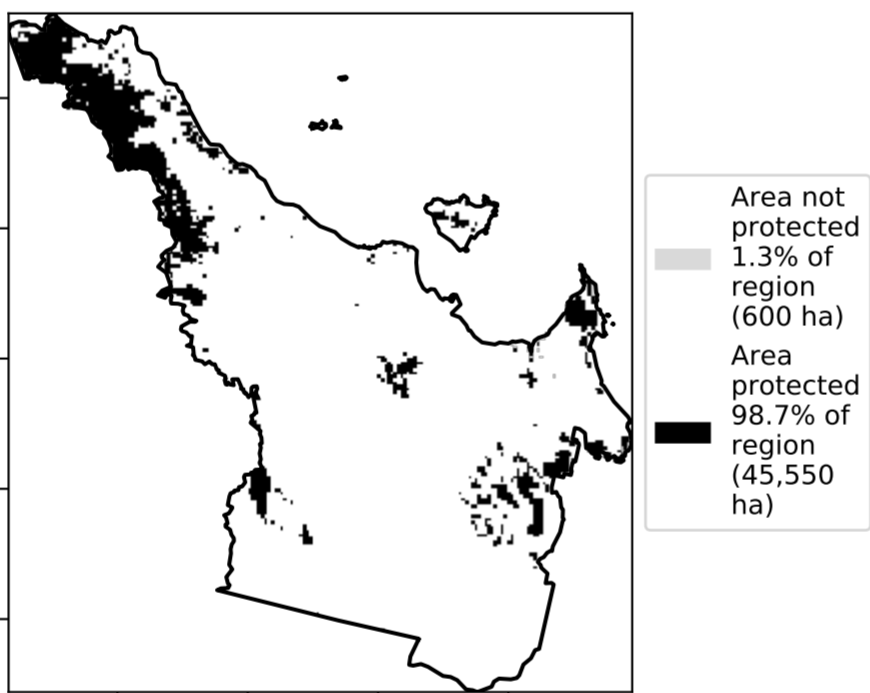 Area not
protected
1.3% of
region
(600 ha)
Area
protected
98.7% of
region
(45,550
ha)